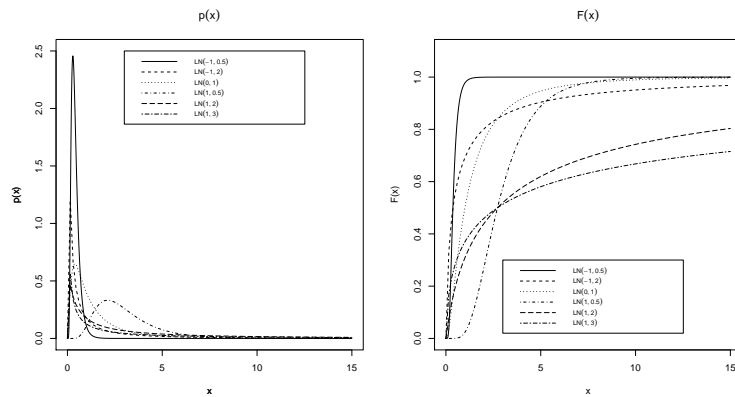 p(x)
p(x)
2.5
2.0
1.5
1.0
0.5
0.0
LN(−1, 0.5)
LN(−1, 2)
LN(0, 1)
LN(1, 0.5)
LN(1, 2)
LN(1, 3)
0 5 10 15
x
F(x)
F(x)
1.0
0.8
0.6
0.4
0.2
0.0
LN(−1, 0.5)
LN(−1, 2)
LN(0, 1)
LN(1, 0.5)
LN(1, 2)
LN(1, 3)
0 5 10 15
x